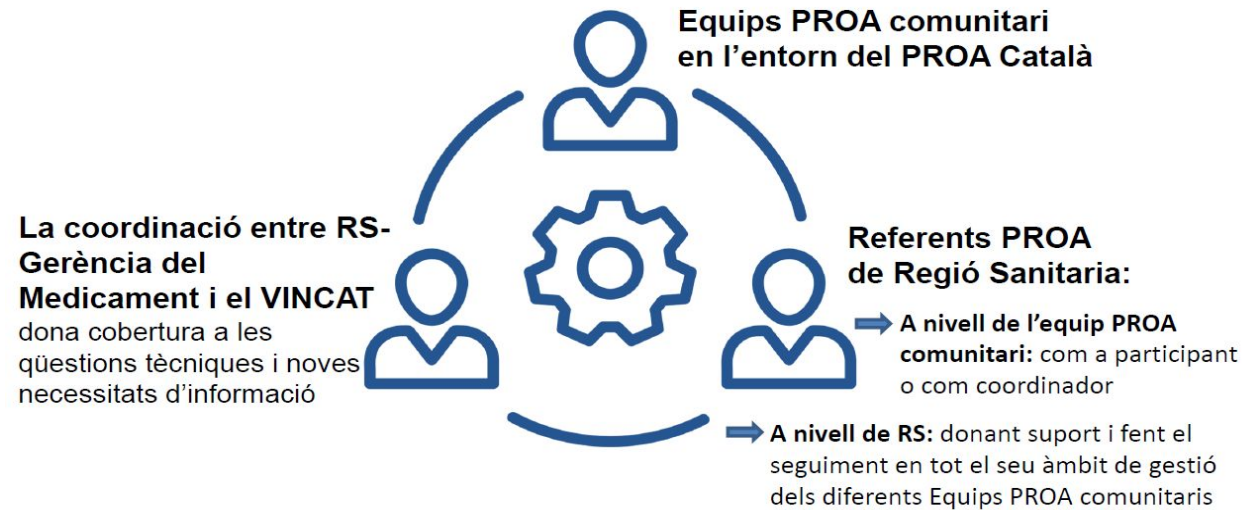 Equips PROA comunitari
en l’entorn del PROA Català
La coordinació entre RS-
Gerència del
Medicament i el VINCAT
dona cobertura a les
qüestions tècniques i noves
necessitats d’informació
Referents PROA
de Regió Sanitaria:
A nivell de l’equip PROA
comunitari: com a participant
o com coordinador
A nivell de RS: donant suport i fent el
seguiment en tot el seu àmbit de gestió
dels diferents Equips PROA comunitaris